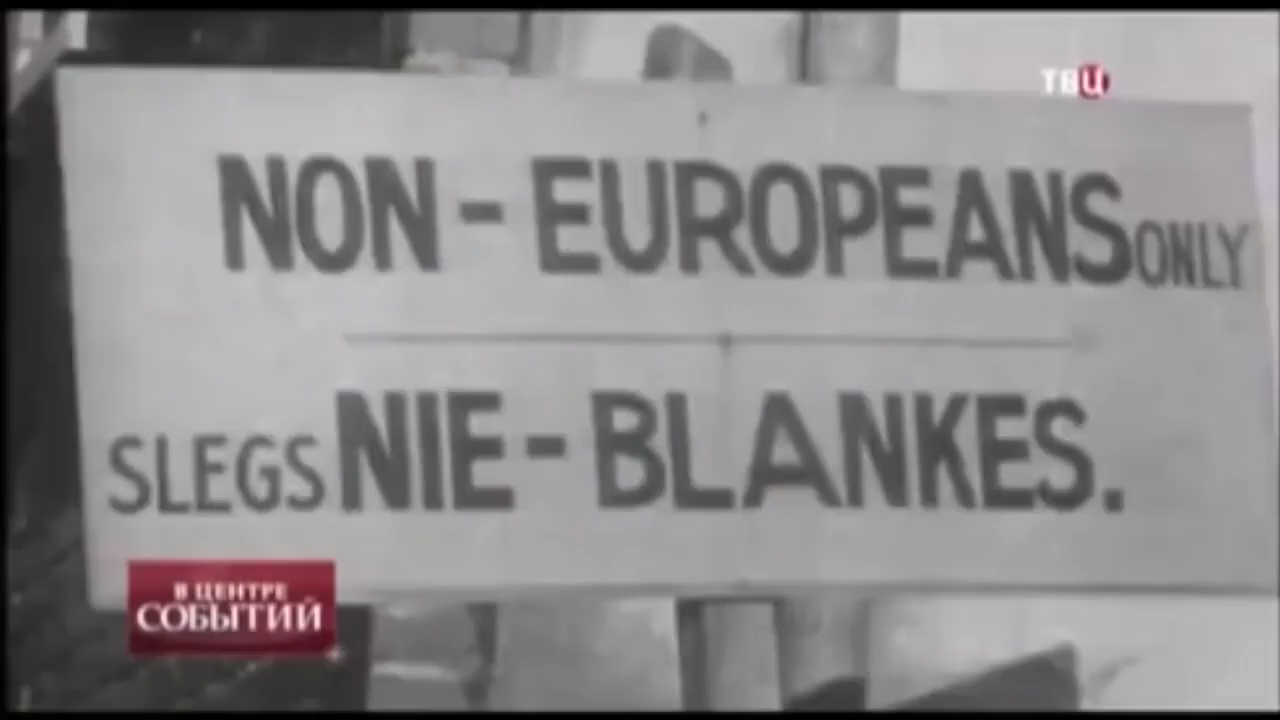 ТВЦ
NON-EUROPEANS ONLY
SLEGS NIE-BLANKES.
В ЦЕНТРЕ
СОБЫТИЙ